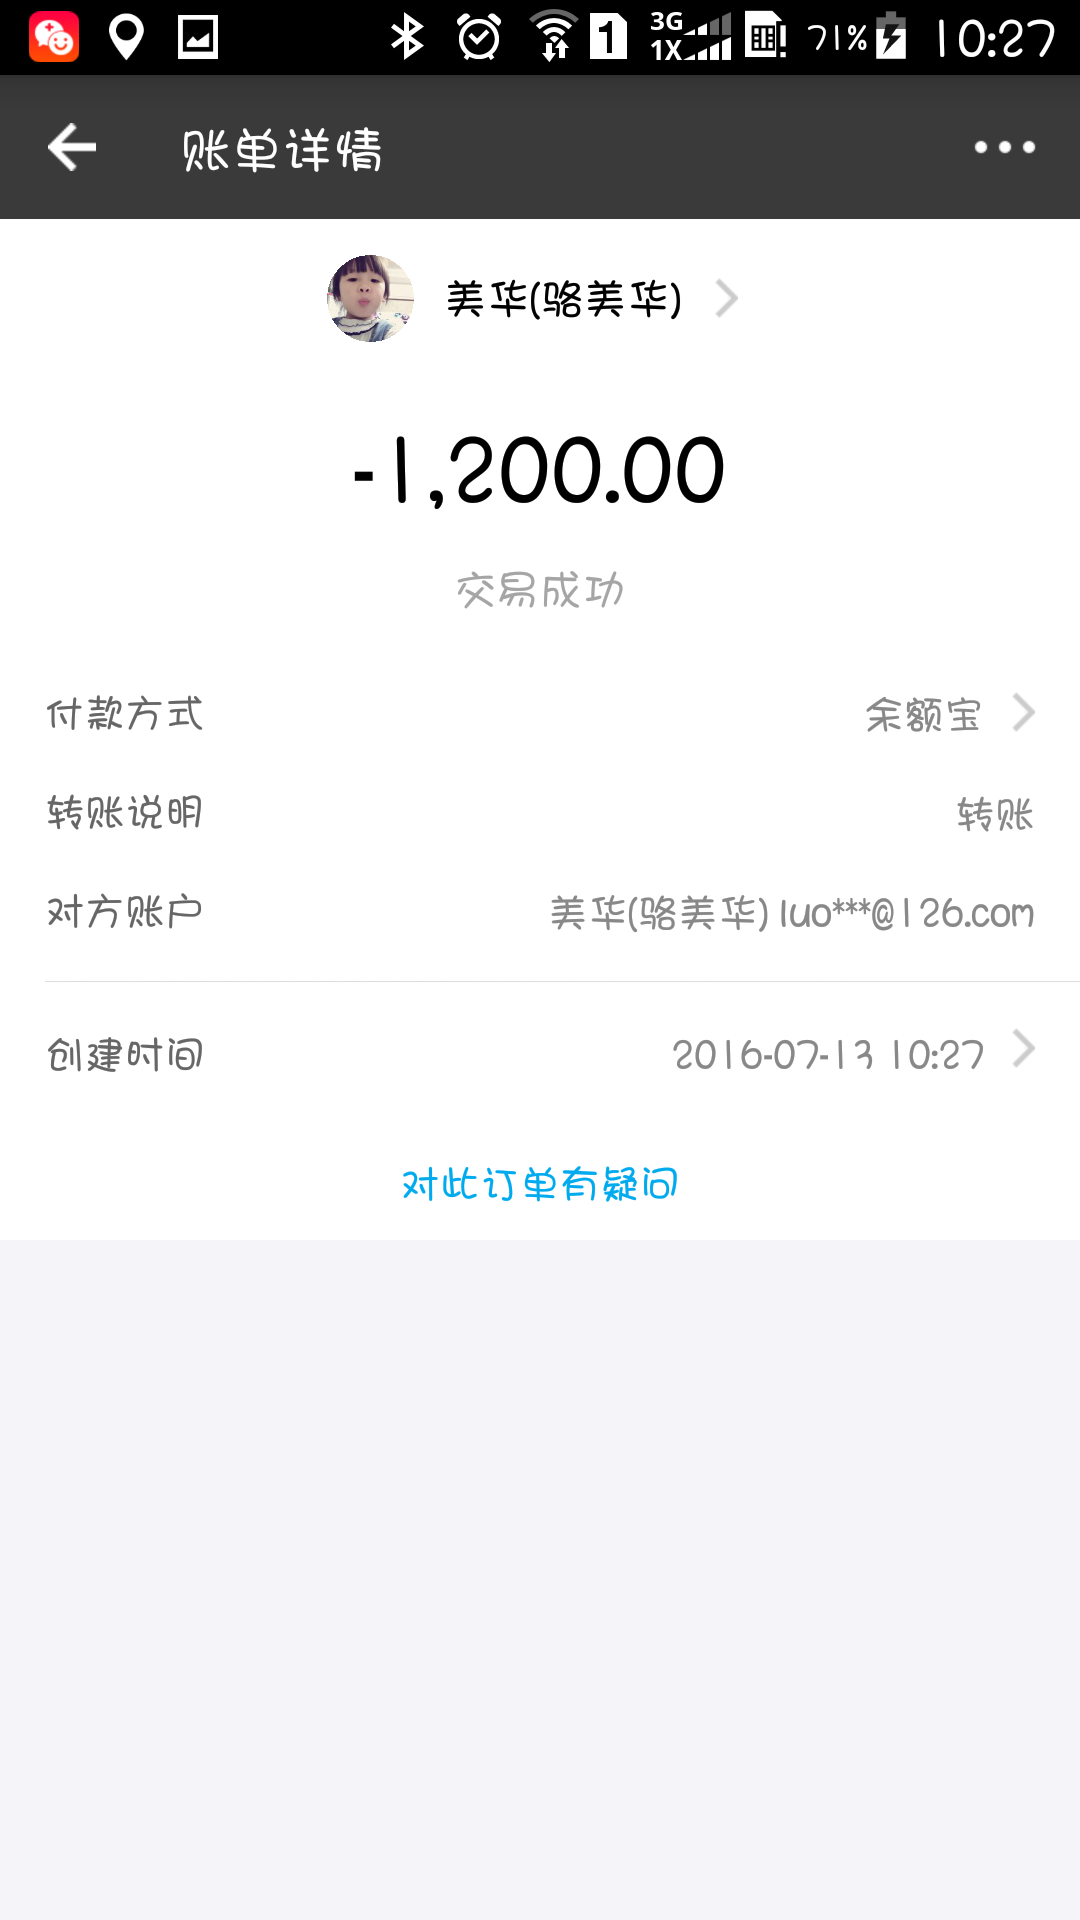 1 3G 1X 71% 10:27
账单详情
美华(骆美华)
-1,200.00
交易成功
付款方式 余额宝
转账说明 转账
对方账户 美华(骆美华) luo***@126.com
创建时间 2016-07-13 10:27
对此订单有疑问